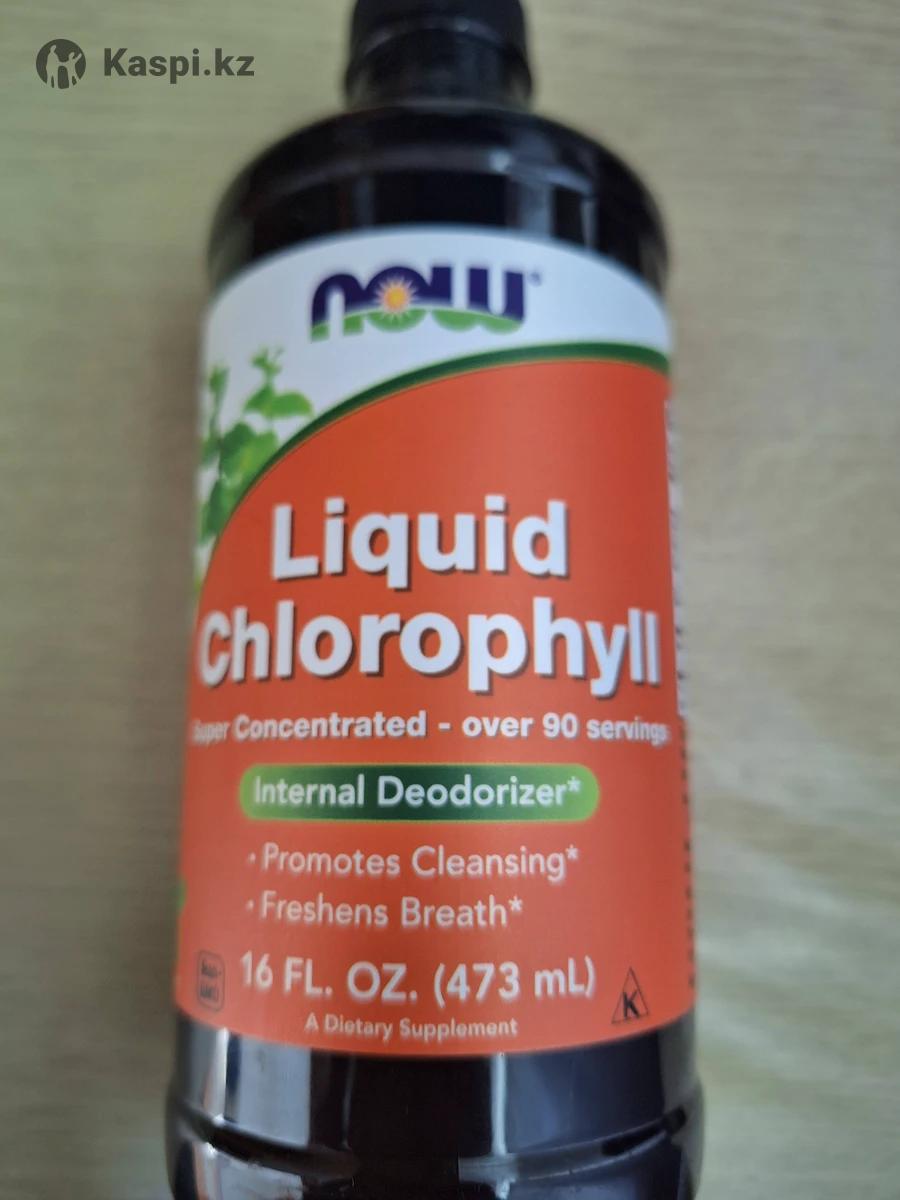 Kaspi.kz
NOW®
Liquid
Chlorophyll
Super Concentrated - over 90 servings
Internal Deodorizer*
· Promotes Cleansing*
· Freshens Breath*
16 FL. OZ. (473 mL)
K
A Dietary Supplement